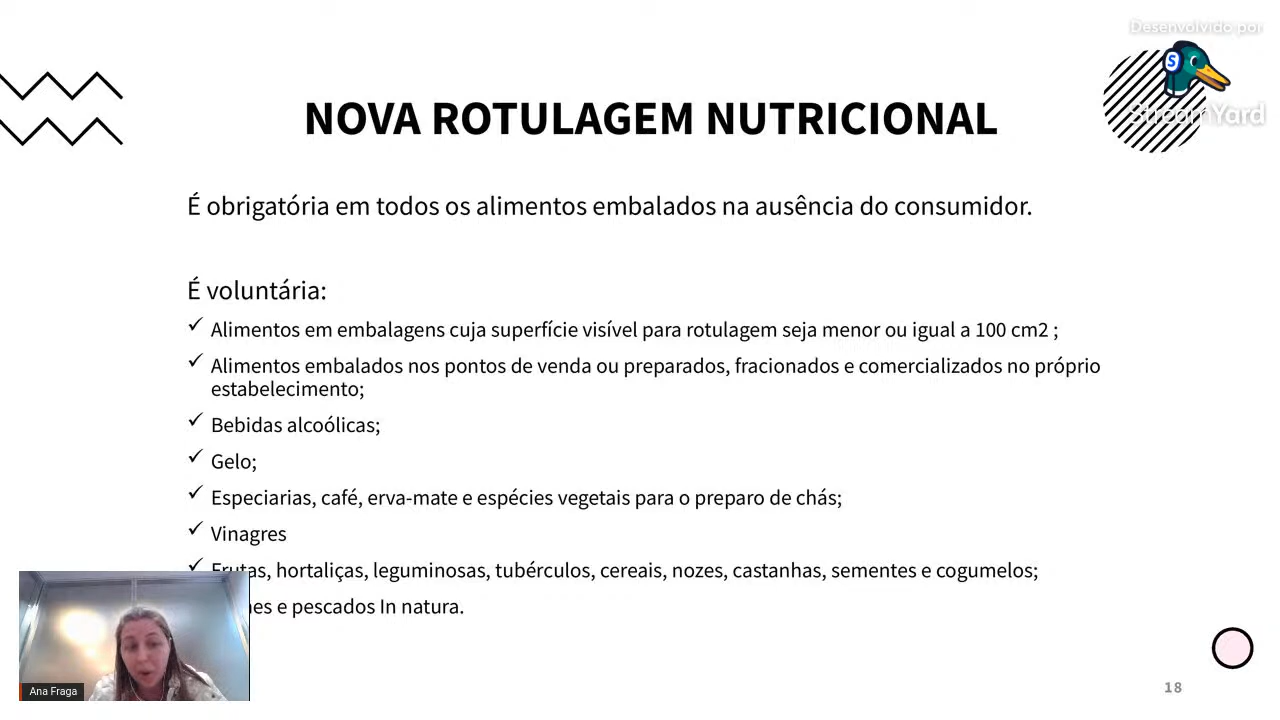 Desenvolvido por
StreamYard
NOVA ROTULAGEM NUTRICIONAL
É obrigatória em todos os alimentos embalados na ausência do consumidor.
É voluntária:
Alimentos em embalagens cuja superfície visível para rotulagem seja menor ou igual a 100 cm2 ;
Alimentos embalados nos pontos de venda ou preparados, fracionados e comercializados no próprio
estabelecimento;
Bebidas alcoólicas;
Gelo;
Especiarias, café, erva-mate e espécies vegetais para o preparo de chás;
Vinagres
Frutas, hortaliças, leguminosas, tubérculos, cereais, nozes, castanhas, sementes e cogumelos;
e pescados In natura.
Ana Fraga
18